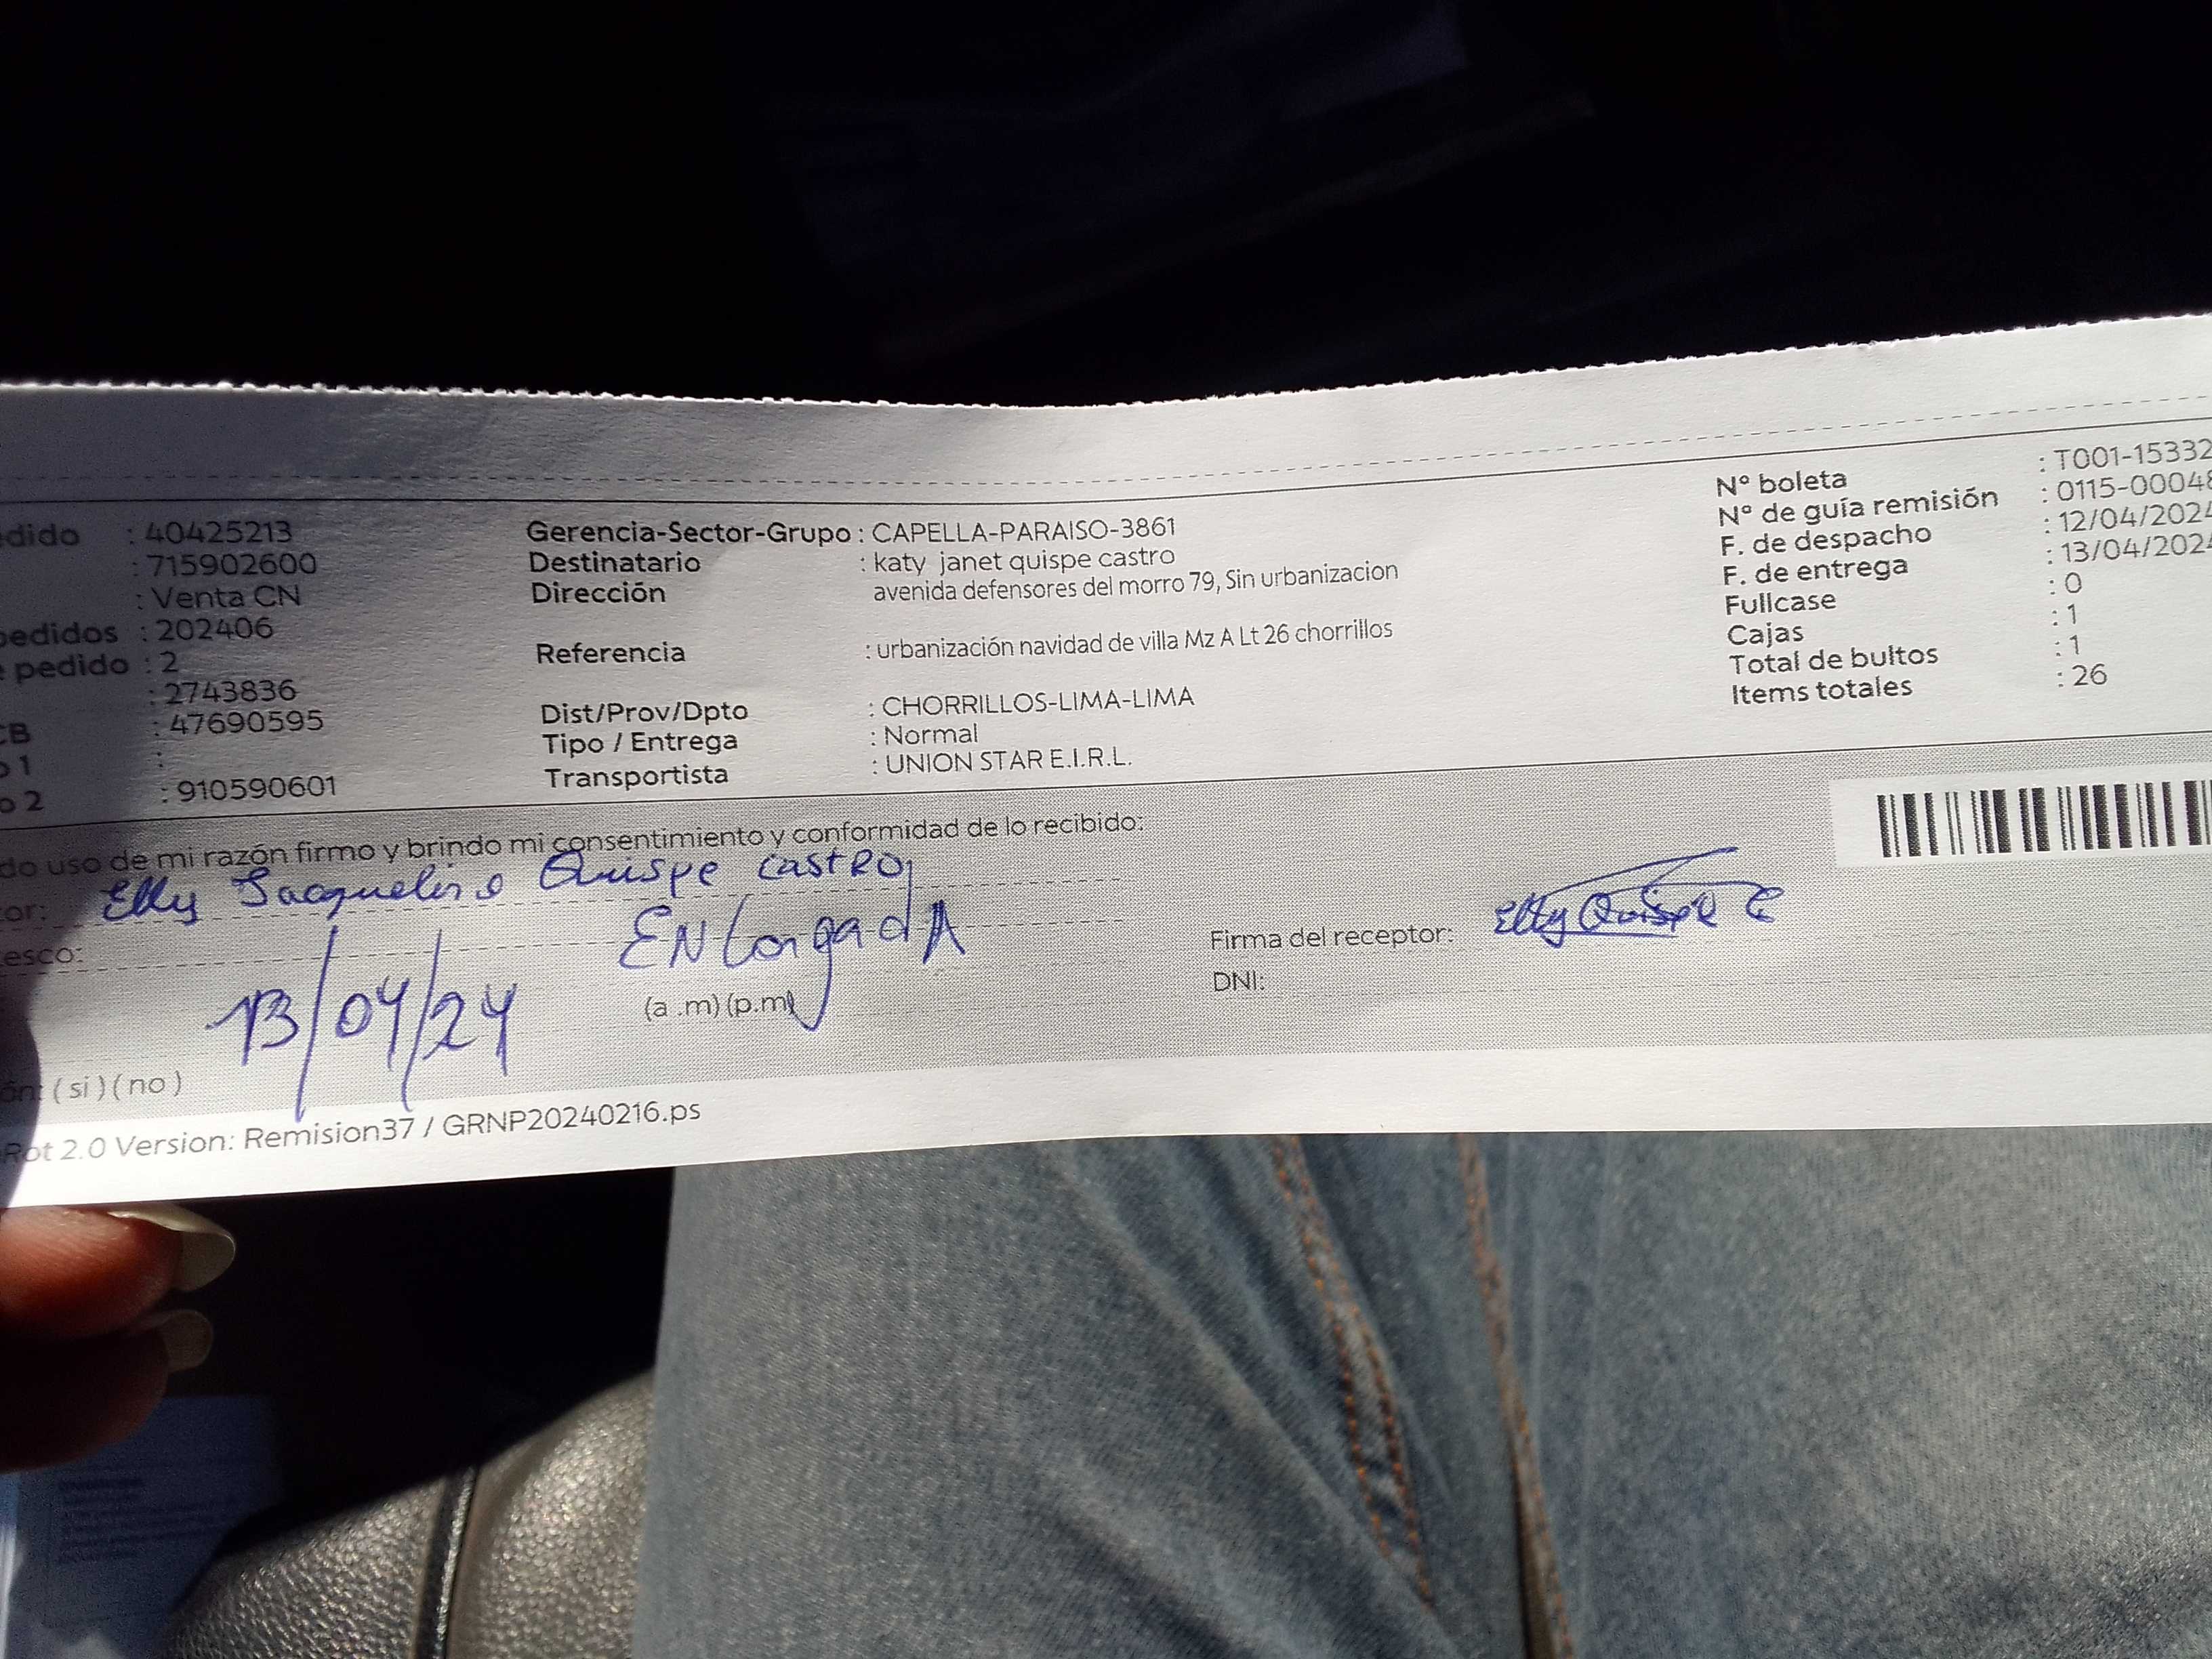 edido : 40425213
: 715902600
: Venta CN
pedidos : 202406
e pedido : 2
: 2743836
CB : 47690595
o 1 :
o 2 : 910590601
Gerencia-Sector-Grupo : CAPELLA-PARAISO-3861
Destinatario : katy janet quispe castro
Dirección avenida defensores del morro 79, Sin urbanizacion
Referencia : urbanización navidad de villa Mz A Lt 26 chorrillos
Dist/Prov/Dpto : CHORRILLOS-LIMA-LIMA
Tipo / Entrega : Normal
Transportista : UNION STAR E.I.R.L.
N° boleta : T001-15332
N° de guía remisión : 0115-00048
F. de despacho : 12/04/2024
F. de entrega : 13/04/2024
Fullcase : 0
Cajas : 1
Total de bultos : 1
Items totales : 26
do uso de mi razón firmo y brindo mi consentimiento y conformidad de lo recibido:
or: Elly Jacqueline Quispe Castro
esco: ENCargadA
13/04/24 (a .m) (p.m)
Firma del receptor: Elly Quispe C
DNI:
ón: ( si ) ( no )
Rot 2.0 Version: Remision37 / GRNP20240216.ps